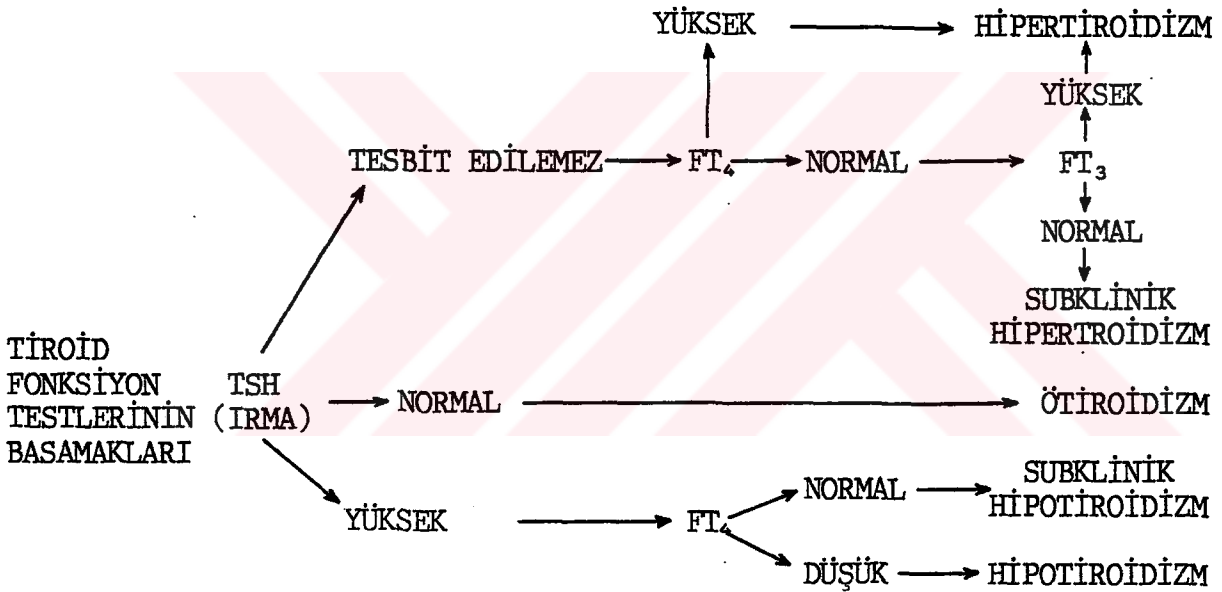 YÜKSEK → HİPERTİROİDİZM
YÜKSEK
TESBİT EDİLEMEZ → FT₄ → NORMAL → FT₃
NORMAL
SUBKLİNİK
HİPERTROİDİZM
TİROİD
FONKSİYON TSH
TESTLERİNİN (IRMA) → NORMAL → ÖTİROİDİZM
BASAMAKLARI
SUBKLİNİK
NORMAL → HİPOTİROİDİZM
YÜKSEK → FT₄
DÜŞÜK → HİPOTİROİDİZM